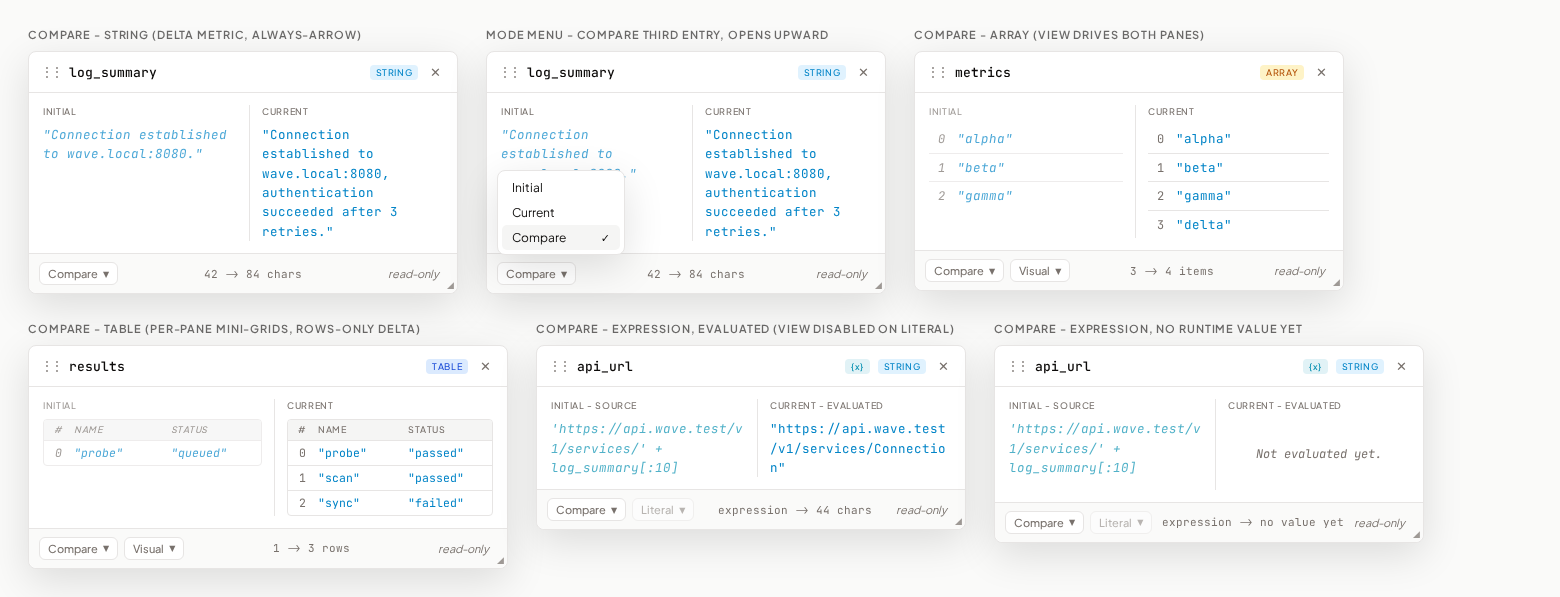 COMPARE – STRING (DELTA METRIC, ALWAYS-ARROW)
log_summary
STRING ×
INITIAL
"Connection established
to wave.local:8080."
CURRENT
"Connection
established to
wave.local:8080,
authentication
succeeded after 3
retries."
Compare ▾
42 → 84 chars
read-only
MODE MENU – COMPARE THIRD ENTRY, OPENS UPWARD
log_summary
STRING ×
INITIAL
"Connection
established to
Initial
Current
Compare ✓
CURRENT
"Connection
established to
wave.local:8080,
authentication
succeeded after 3
retries."
Compare ▾
42 → 84 chars
read-only
COMPARE – ARRAY (VIEW DRIVES BOTH PANES)
metrics
ARRAY ×
INITIAL
0 "alpha"
1 "beta"
2 "gamma"
CURRENT
0 "alpha"
1 "beta"
2 "gamma"
3 "delta"
Compare ▾ Visual ▾
3 → 4 items
read-only
COMPARE – TABLE (PER-PANE MINI-GRIDS, ROWS-ONLY DELTA)
results
TABLE ×
INITIAL
# NAME STATUS
0 "probe" "queued"
CURRENT
# NAME STATUS
0 "probe" "passed"
1 "scan" "passed"
2 "sync" "failed"
Compare ▾ Visual ▾
1 → 3 rows
read-only
COMPARE – EXPRESSION, EVALUATED (VIEW DISABLED ON LITERAL)
api_url
{x} STRING ×
INITIAL – SOURCE
'https://api.wave.test/v
1/services/' +
log_summary[:10]
CURRENT – EVALUATED
"https://api.wave.test
/v1/services/Connectio
n"
Compare ▾ Literal ▾
expression → 44 chars
read-only
COMPARE – EXPRESSION, NO RUNTIME VALUE YET
api_url
{x} STRING ×
INITIAL – SOURCE
'https://api.wave.test/v
1/services/' +
log_summary[:10]
CURRENT – EVALUATED
Not evaluated yet.
Compare ▾ Literal ▾
expression → no value yet
read-only